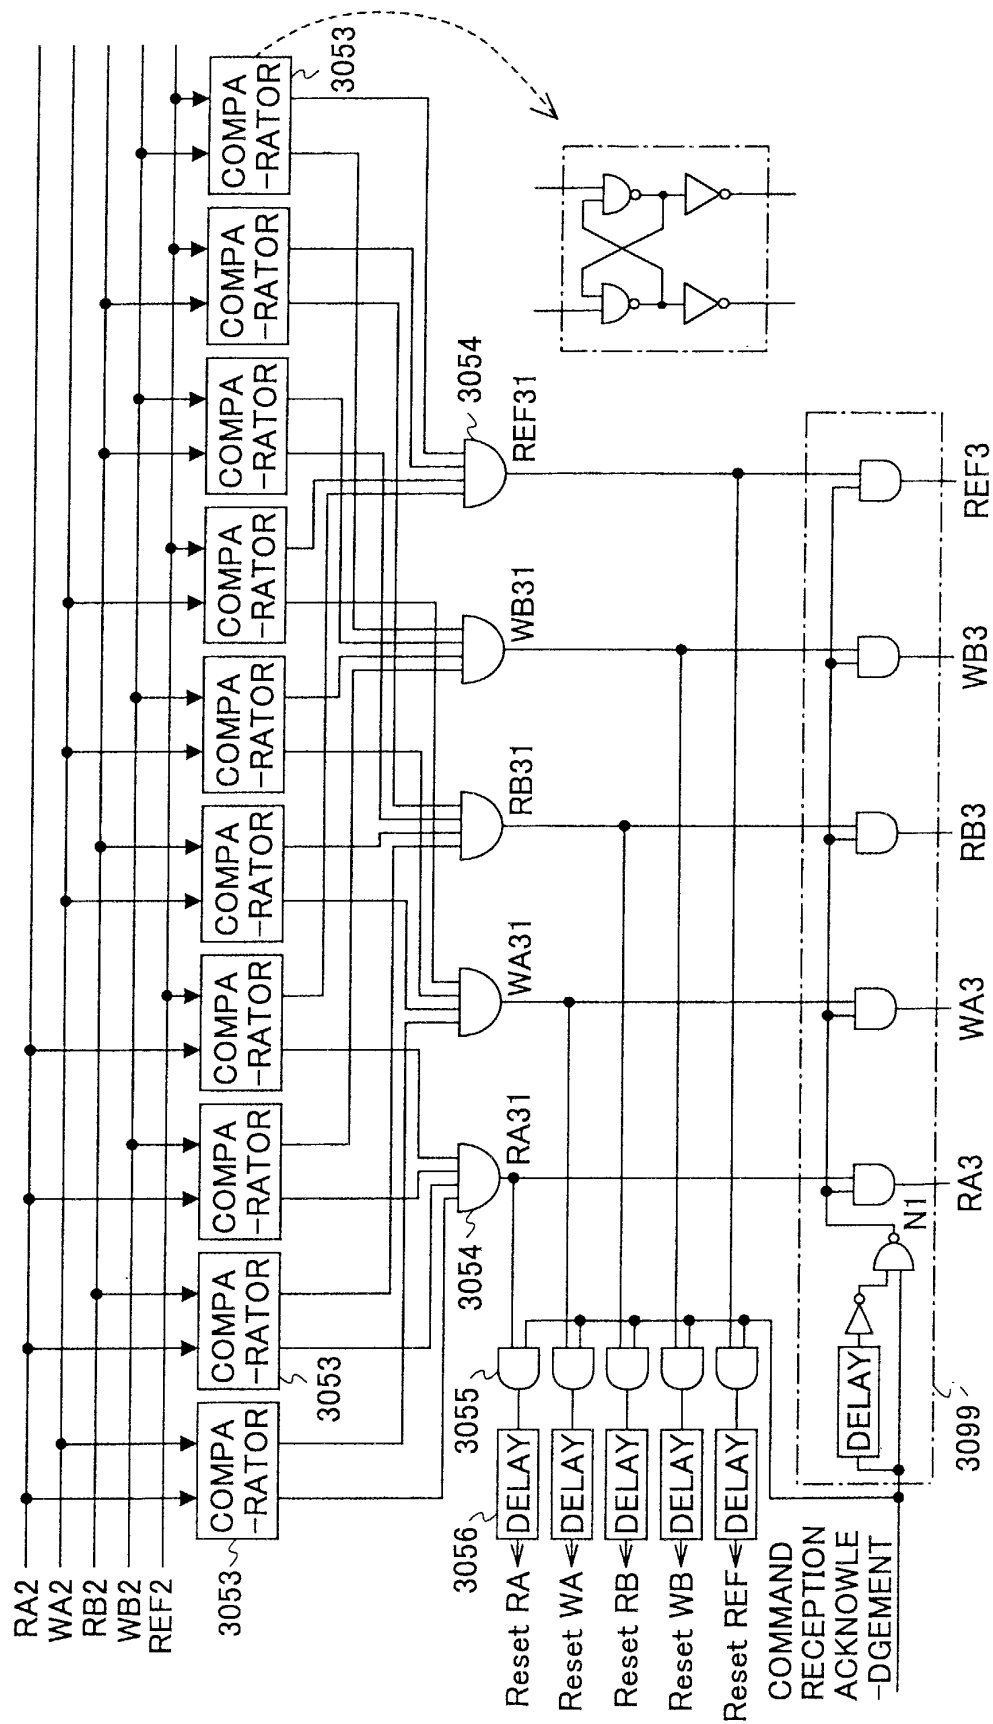 RA2
WA2
RB2
WB2
REF2
COMPA
-RATOR
COMPA
-RATOR
COMPA
-RATOR
COMPA
-RATOR
COMPA
-RATOR
COMPA
-RATOR
COMPA
-RATOR
COMPA
-RATOR
COMPA
-RATOR
COMPA
-RATOR
3053
3053
3053
3054
3054
RA31
WA31
RB31
WB31
REF31
3055
3056
Reset RA
DELAY
Reset WA
DELAY
Reset RB
DELAY
Reset WB
DELAY
Reset REF
DELAY
COMMAND
RECEPTION
ACKNOWLE
-DGEMENT
DELAY
N1
3099
RA3
WA3
RB3
WB3
REF3